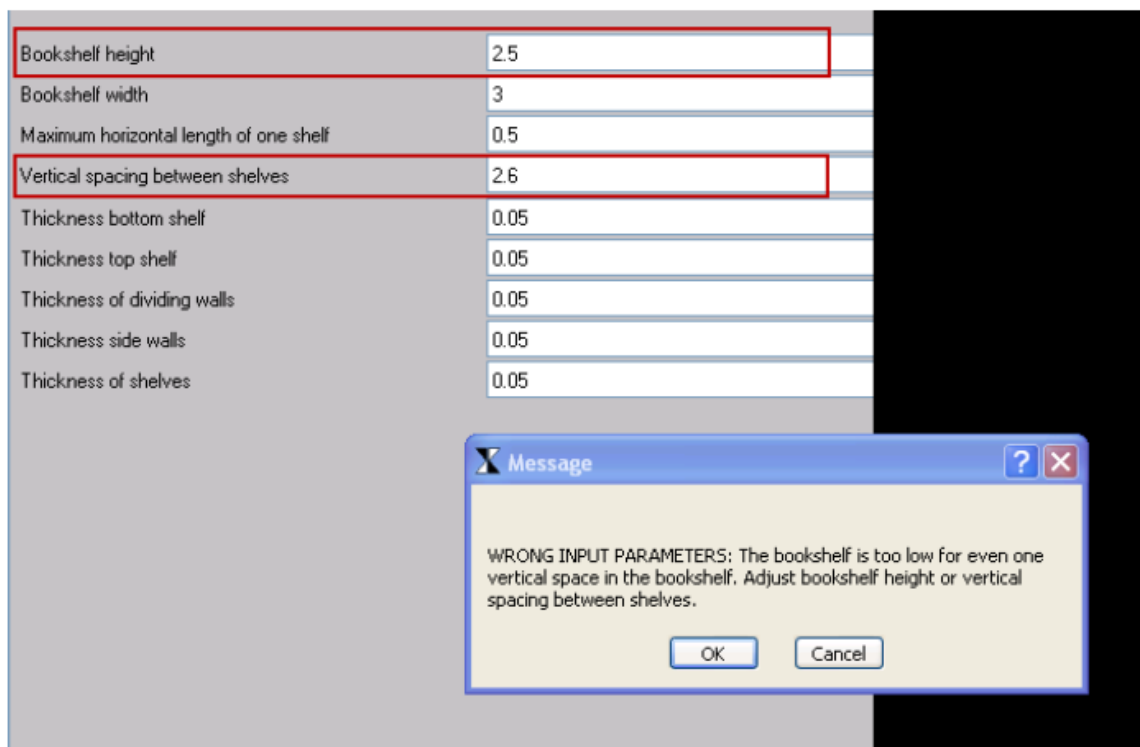 Bookshelf height 2.5
Bookshelf width 3
Maximum horizontal length of one shelf 0.5
Vertical spacing between shelves 2.6
Thickness bottom shelf 0.05
Thickness top shelf 0.05
Thickness of dividing walls 0.05
Thickness side walls 0.05
Thickness of shelves 0.05
Message
WRONG INPUT PARAMETERS: The bookshelf is too low for even one
vertical space in the bookshelf. Adjust bookshelf height or vertical
spacing between shelves.
OK Cancel